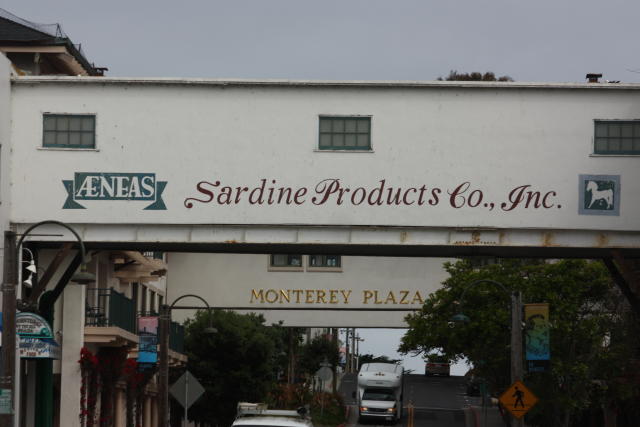 ÆNEAS
Sardine Products Co., Inc.
MONTEREY PLAZA